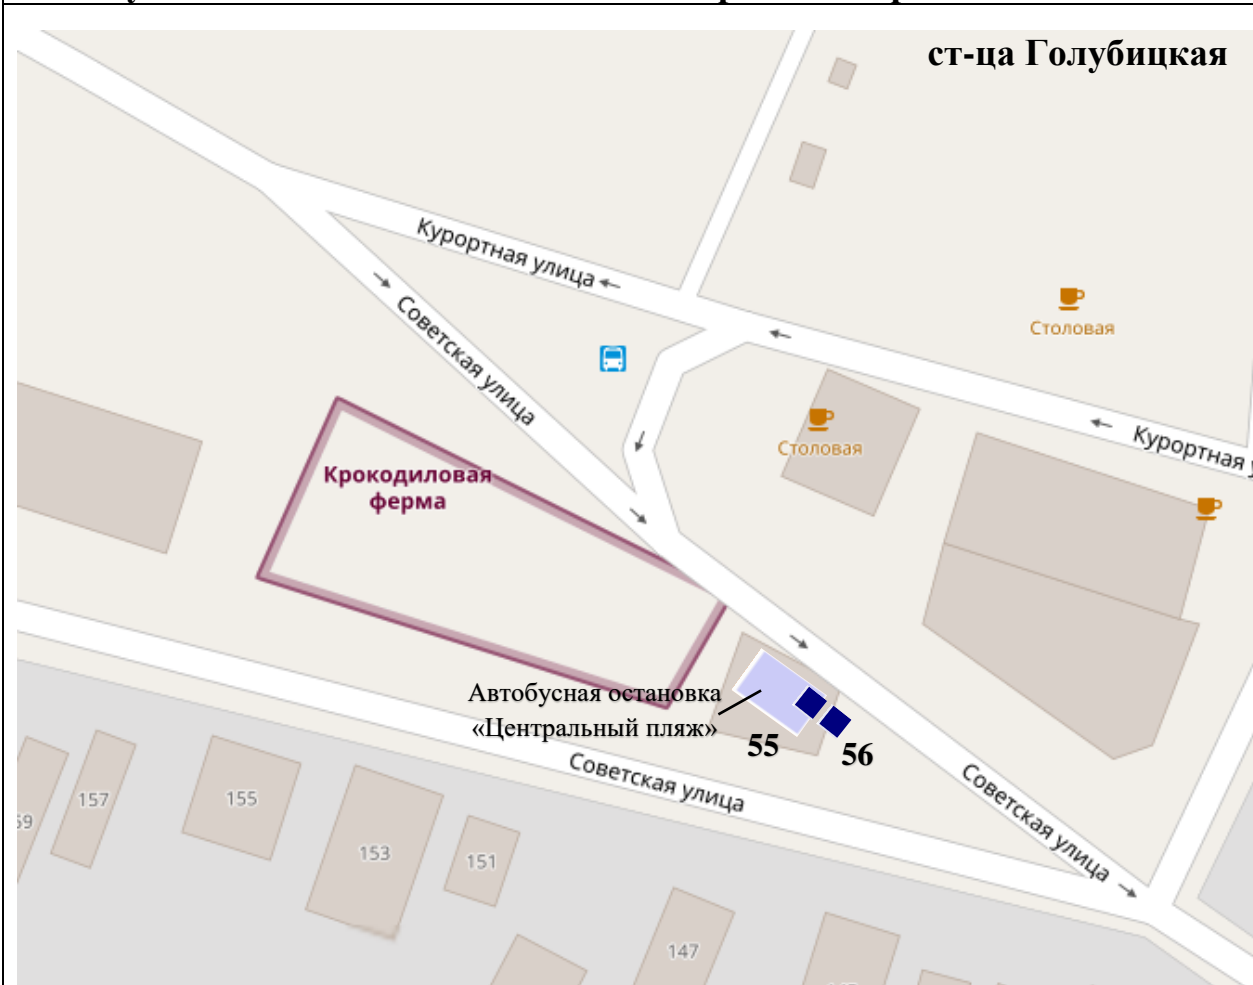 ст-ца Голубицкая
Курортная улица
Советская улица
Столовая
Столовая
Курортная
Крокодиловая
ферма
Автобусная остановка
«Центральный пляж»
55
56
Советская улица
Советская улица
157
155
153
151
147